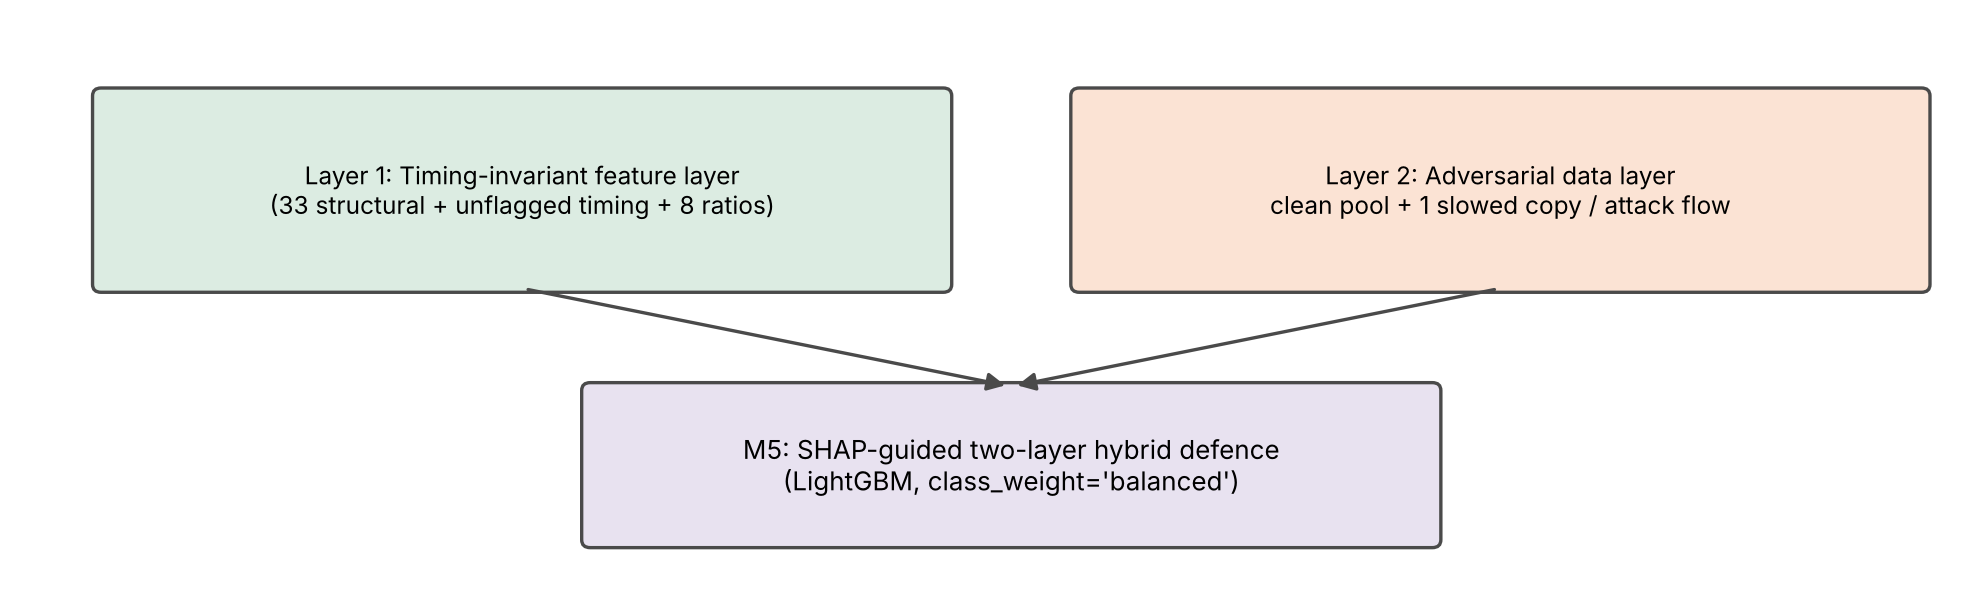 Layer 1: Timing-invariant feature layer
(33 structural + unflagged timing + 8 ratios)
Layer 2: Adversarial data layer
clean pool + 1 slowed copy / attack flow
M5: SHAP-guided two-layer hybrid defence
(LightGBM, class_weight='balanced')